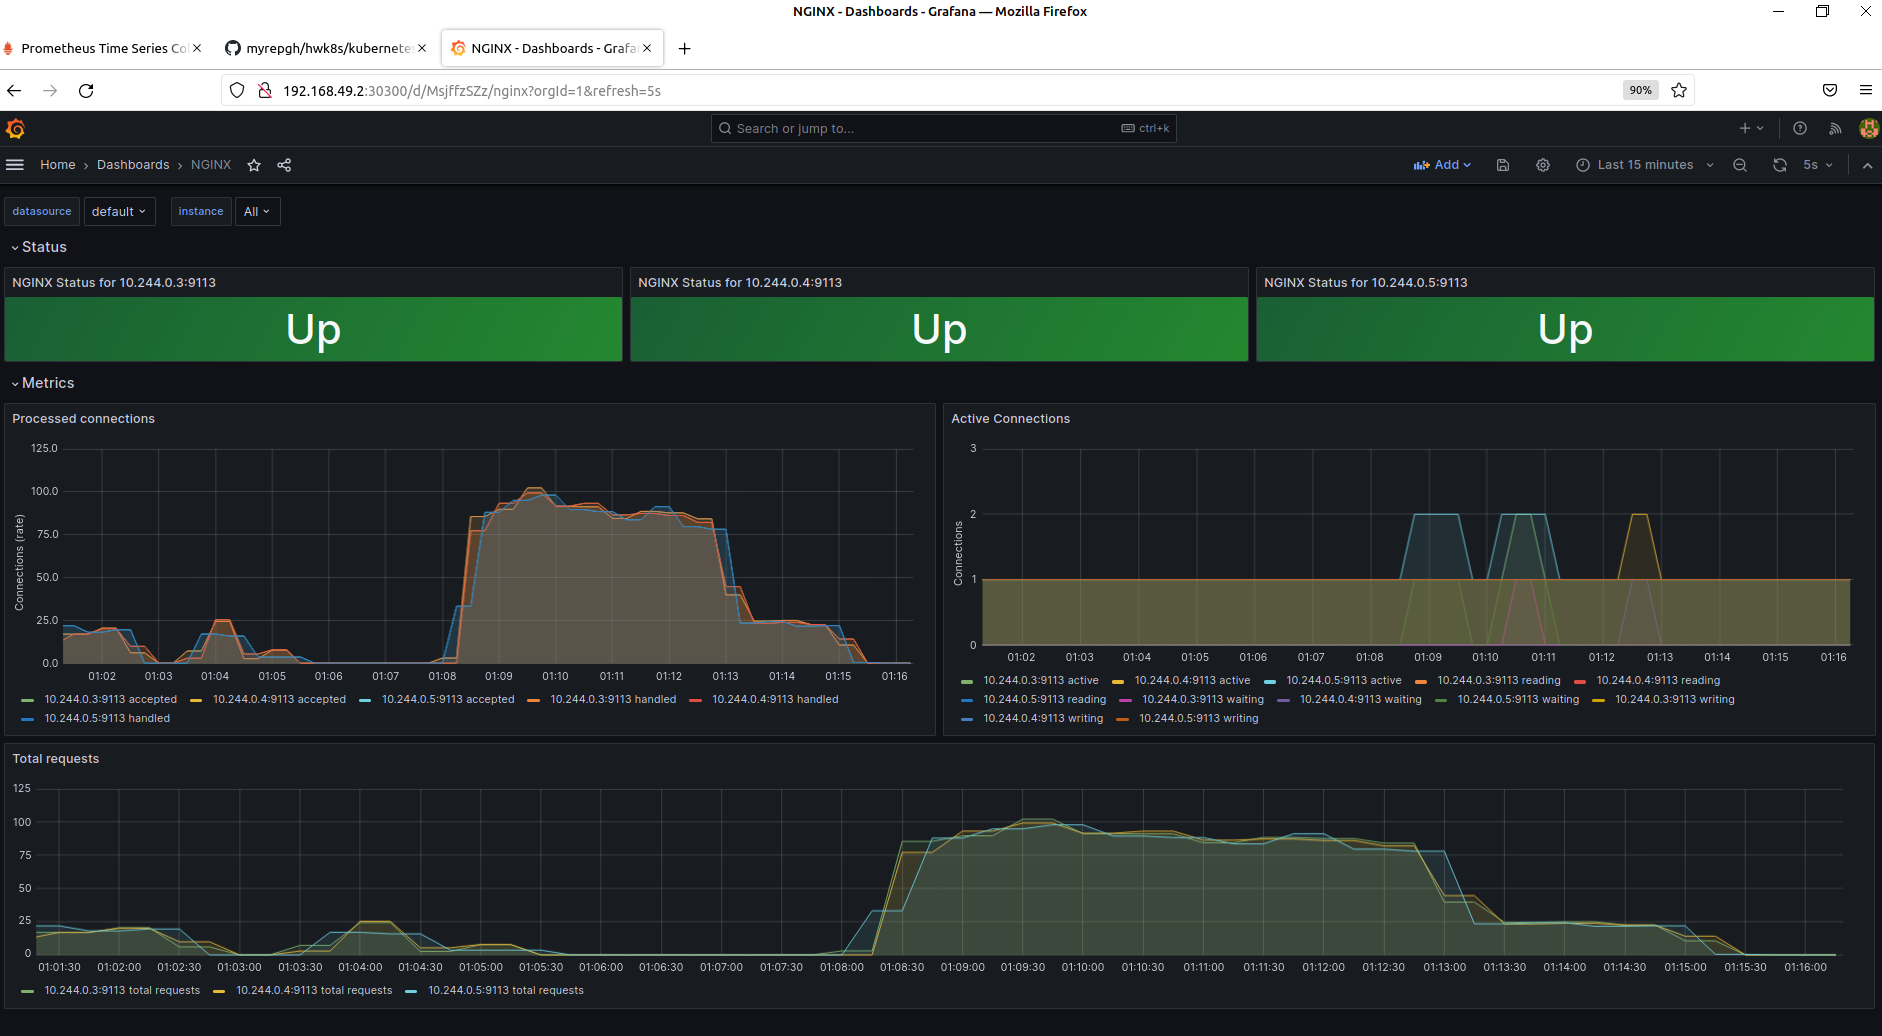 NGINX - Dashboards - Grafana — Mozilla Firefox
Prometheus Time Series Co
myrepgh/hwk8s/kubernetes
NGINX - Dashboards - Grafa
192.168.49.2:30300/d/MsjffzSZz/nginx?orgId=1&refresh=5s
90%
Search or jump to...
ctrl+k
Home › Dashboards › NGINX
Add
Last 15 minutes
5s
datasource
default
instance
All
Status
NGINX Status for 10.244.0.3:9113
NGINX Status for 10.244.0.4:9113
NGINX Status for 10.244.0.5:9113
Up
Up
Up
Metrics
Processed connections
Connections (rate)
125.0
100.0
75.0
50.0
25.0
0.0
01:02 01:03 01:04 01:05 01:06 01:07 01:08 01:09 01:10 01:11 01:12 01:13 01:14 01:15 01:16
10.244.0.3:9113 accepted 10.244.0.4:9113 accepted 10.244.0.5:9113 accepted 10.244.0.3:9113 handled 10.244.0.4:9113 handled
10.244.0.5:9113 handled
Active Connections
Connections
3
2
1
0
01:02 01:03 01:04 01:05 01:06 01:07 01:08 01:09 01:10 01:11 01:12 01:13 01:14 01:15 01:16
10.244.0.3:9113 active 10.244.0.4:9113 active 10.244.0.5:9113 active 10.244.0.3:9113 reading 10.244.0.4:9113 reading
10.244.0.5:9113 reading 10.244.0.3:9113 waiting 10.244.0.4:9113 waiting 10.244.0.5:9113 waiting 10.244.0.3:9113 writing
10.244.0.4:9113 writing 10.244.0.5:9113 writing
Total requests
125
100
75
50
25
0
01:01:30 01:02:00 01:02:30 01:03:00 01:03:30 01:04:00 01:04:30 01:05:00 01:05:30 01:06:00 01:06:30 01:07:00 01:07:30 01:08:00 01:08:30 01:09:00 01:09:30 01:10:00 01:10:30 01:11:00 01:11:30 01:12:00 01:12:30 01:13:00 01:13:30 01:14:00 01:14:30 01:15:00 01:15:30 01:16:00
10.244.0.3:9113 total requests 10.244.0.4:9113 total requests 10.244.0.5:9113 total requests